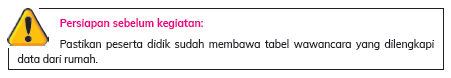 Persiapan sebelum kegiatan:
Pastikan peserta didik sudah membawa tabel wawancara yang dilengkapi
data dari rumah.